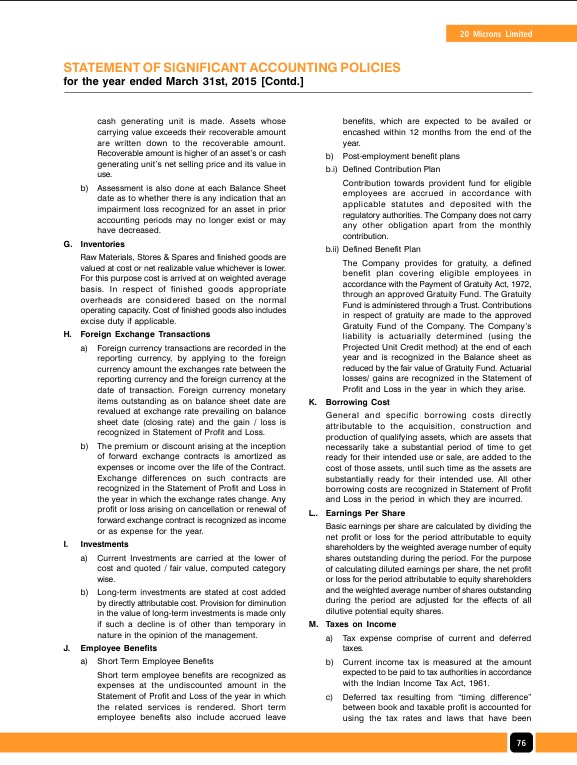 20 Microns Limited
STATEMENT OF SIGNIFICANT ACCOUNTING POLICIES
for the year ended March 31st, 2015 [Contd.]
cash generating unit is made. Assets whose
carrying value exceeds their recoverable amount
are written down to the recoverable amount.
Recoverable amount is higher of an asset's or cash
generating unit's net selling price and its value in
use.
b) Assessment is also done at each Balance Sheet
date as to whether there is any indication that an
impairment loss recognized for an asset in prior
accounting periods may no longer exist or may
have decreased.
G. Inventories
Raw Materials, Stores & Spares and finished goods are
valued at cost or net realizable value whichever is lower.
For this purpose cost is arrived at on weighted average
basis. In respect of finished goods appropriate
overheads are considered based on the normal
operating capacity. Cost of finished goods also includes
excise duty if applicable.
H. Foreign Exchange Transactions
a) Foreign currency transactions are recorded in the
reporting currency, by applying to the foreign
currency amount the exchanges rate between the
reporting currency and the foreign currency at the
date of transaction. Foreign currency monetary
items outstanding as on balance sheet date are
revalued at exchange rate prevailing on balance
sheet date (closing rate) and the gain / loss is
recognized in Statement of Profit and Loss.
b) The premium or discount arising at the inception
of forward exchange contracts is amortized as
expenses or income over the life of the Contract.
Exchange differences on such contracts are
recognized in the Statement of Profit and Loss in
the year in which the exchange rates change. Any
profit or loss arising on cancellation or renewal of
forward exchange contract is recognized as income
or as expense for the year.
I. Investments
a) Current Investments are carried at the lower of
cost and quoted / fair value, computed category
wise.
b) Long-term investments are stated at cost added
by directly attributable cost. Provision for diminution
in the value of long-term investments is made only
if such a decline is of other than temporary in
nature in the opinion of the management.
J. Employee Benefits
a) Short Term Employee Benefits
Short term employee benefits are recognized as
expenses at the undiscounted amount in the
Statement of Profit and Loss of the year in which
the related services is rendered. Short term
employee benefits also include accrued leave
benefits, which are expected to be availed or
encashed within 12 months from the end of the
year.
b) Post-employment benefit plans
b.i) Defined Contribution Plan
Contribution towards provident fund for eligible
employees are accrued in accordance with
applicable statutes and deposited with the
regulatory authorities. The Company does not carry
any other obligation apart from the monthly
contribution.
b.ii) Defined Benefit Plan
The Company provides for gratuity, a defined
benefit plan covering eligible employees in
accordance with the Payment of Gratuity Act, 1972,
through an approved Gratuity Fund. The Gratuity
Fund is administered through a Trust. Contributions
in respect of gratuity are made to the approved
Gratuity Fund of the Company. The Company's
liability is actuarially determined (using the
Projected Unit Credit method) at the end of each
year and is recognized in the Balance sheet as
reduced by the fair value of Gratuity Fund. Actuarial
losses/ gains are recognized in the Statement of
Profit and Loss in the year in which they arise.
K. Borrowing Cost
General and specific borrowing costs directly
attributable to the acquisition, construction and
production of qualifying assets, which are assets that
necessarily take a substantial period of time to get
ready for their intended use or sale, are added to the
cost of those assets, until such time as the assets are
substantially ready for their intended use. All other
borrowing costs are recognized in Statement of Profit
and Loss in the period in which they are incurred.
L.. Earnings Per Share
Basic earnings per share are calculated by dividing the
net profit or loss for the period attributable to equity
shareholders by the weighted average number of equity
shares outstanding during the period. For the purpose
of calculating diluted earnings per share, the net profit
or loss for the period attributable to equity shareholders
and the weighted average number of shares outstanding
during the period are adjusted for the effects of all
dilutive potential equity shares.
M. Taxes on Income
a) Tax expense comprise of current and deferred
taxes.
b) Current income tax is measured at the amount
expected to be paid to tax authorities in accordance
with the Indian Income Tax Act, 1961.
c) Deferred tax resulting from "timing difference"
between book and taxable profit is accounted for
using the tax rates and laws that have been
76